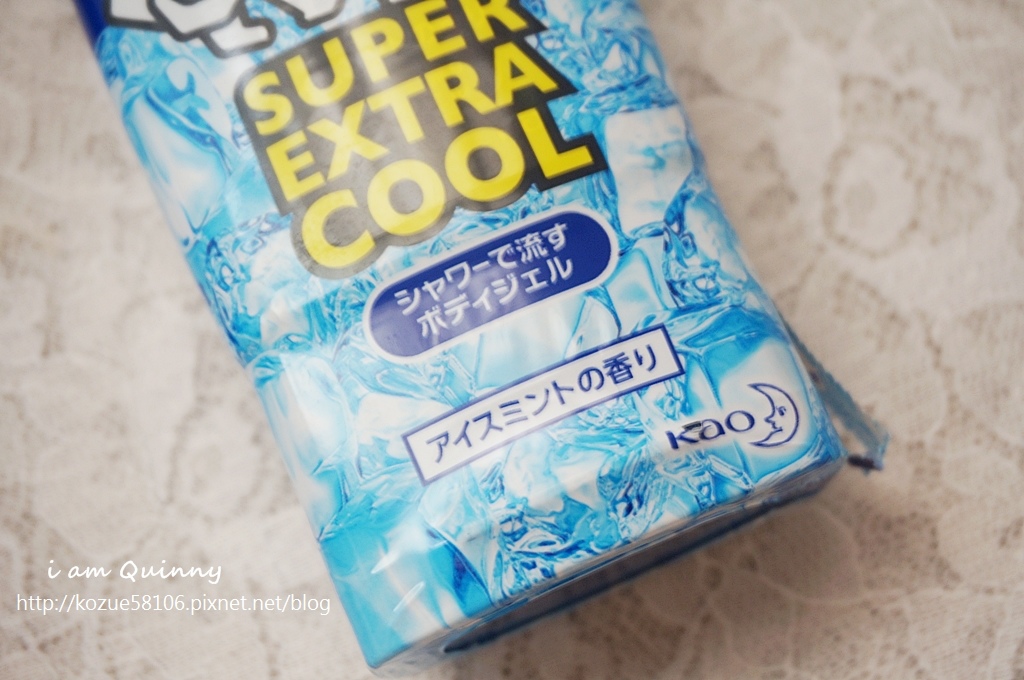 SUPER
EXTRA
COOL
シャワーで流す
ボディジェル
アイスミントの香り
Kao
i am Quinny
http://kozue58106.pixnet.net/blog